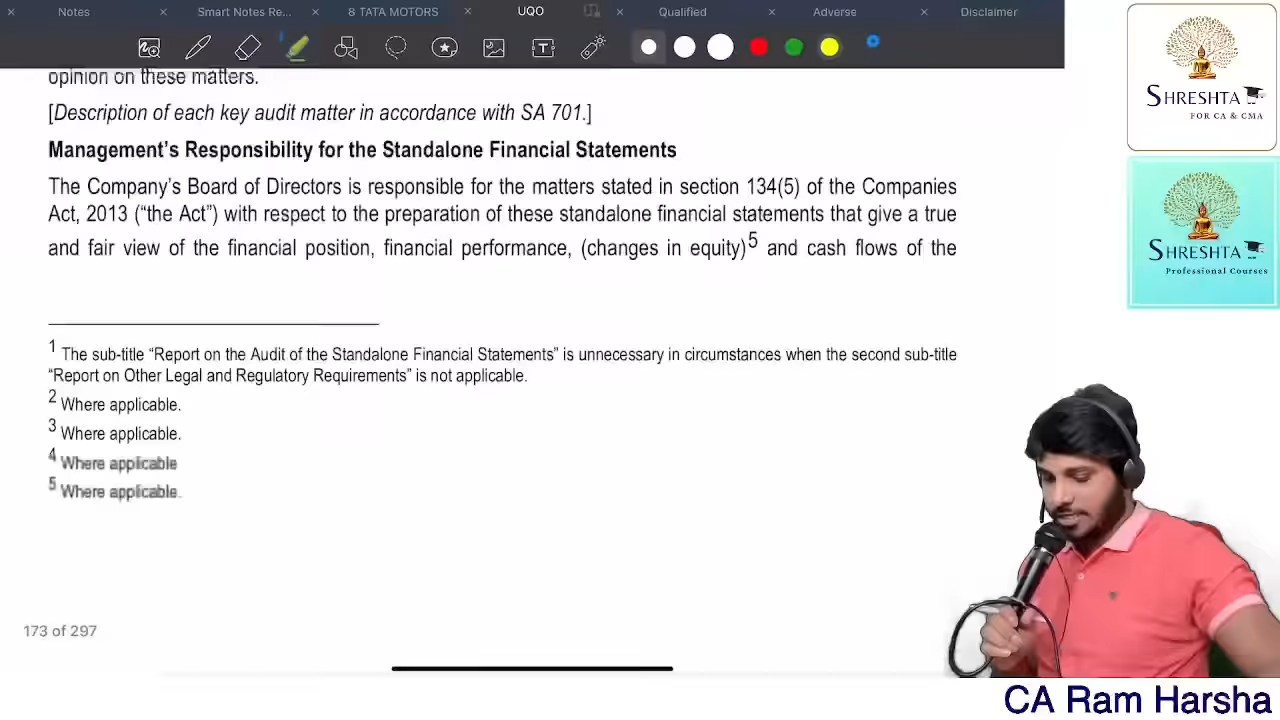 Notes
Smart Notes Re...
8 TATA MOTORS
UQO
Qualified
Adverse
Disclaimer
opinion on these matters.
[Description of each key audit matter in accordance with SA 701.]
Management's Responsibility for the Standalone Financial Statements
The Company's Board of Directors is responsible for the matters stated in section 134(5) of the Companies
Act, 2013 ("the Act") with respect to the preparation of these standalone financial statements that give a true
and fair view of the financial position, financial performance, (changes in equity)5 and cash flows of the
1 The sub-title "Report on the Audit of the Standalone Financial Statements" is unnecessary in circumstances when the second sub-title
"Report on Other Legal and Regulatory Requirements" is not applicable.
2 Where applicable.
3 Where applicable.
4 Where applicable
5 Where applicable.
173 of 297
SHRESHTA
FOR CA & CMA
SHRESHTA
Professional Courses
CA Ram Harsha